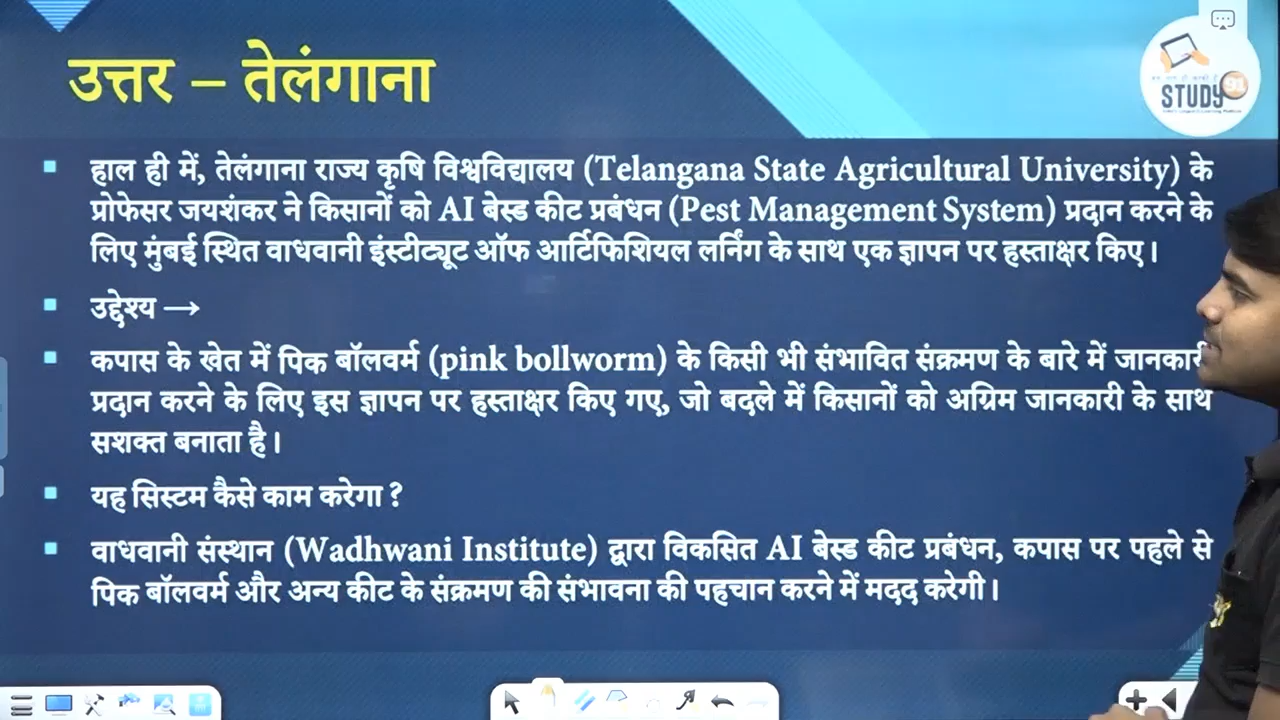 उत्तर – तेलंगाना
STUDY 91
हाल ही में, तेलंगाना राज्य कृषि विश्वविद्यालय (Telangana State Agricultural University) के
प्रोफेसर जयशंकर ने किसानों को AI बेस्ड कीट प्रबंधन (Pest Management System) प्रदान करने के
लिए मुंबई स्थित वाधवानी इंस्टीट्यूट ऑफ आर्टिफिशियल लर्निंग के साथ एक ज्ञापन पर हस्ताक्षर किए।
उद्देश्य →
कपास के खेत में पिक बॉलवर्म (pink bollworm) के किसी भी संभावित संक्रमण के बारे में जानकारी
प्रदान करने के लिए इस ज्ञापन पर हस्ताक्षर किए गए, जो बदले में किसानों को अग्रिम जानकारी के साथ
सशक्त बनाता है।
यह सिस्टम कैसे काम करेगा ?
वाधवानी संस्थान (Wadhwani Institute) द्वारा विकसित AI बेस्ड कीट प्रबंधन, कपास पर पहले से
पिक बॉलवर्म और अन्य कीट के संक्रमण की संभावना की पहचान करने में मदद करेगी।